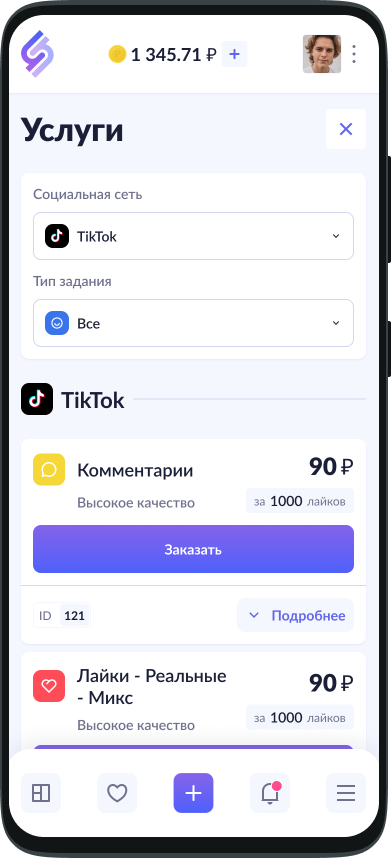 1 345.71 ₽
Услуги
Социальная сеть
TikTok
Тип задания
Все
TikTok
Комментарии
90 ₽
Высокое качество
за 1000 лайков
Заказать
ID 121
Подробнее
Лайки - Реальные
- Микс
90 ₽
Высокое качество
за 1000 лайков